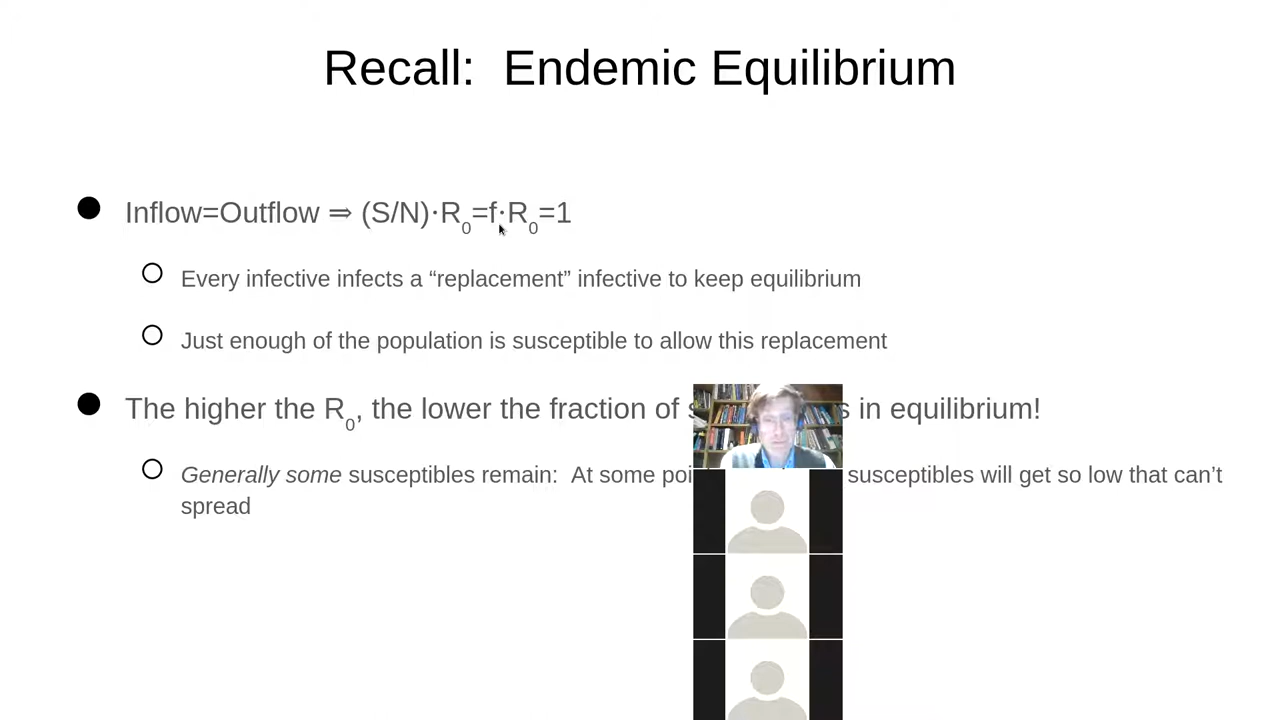 Recall:  Endemic Equilibrium
Inflow=Outflow ⇒ (S/N)·R₀=f·R₀=1
Every infective infects a “replacement” infective to keep equilibrium
Just enough of the population is susceptible to allow this replacement
The higher the R₀, the lower the fraction of in equilibrium!
Generally some susceptibles remain:  At some susceptibles will get so low that can’t
spread